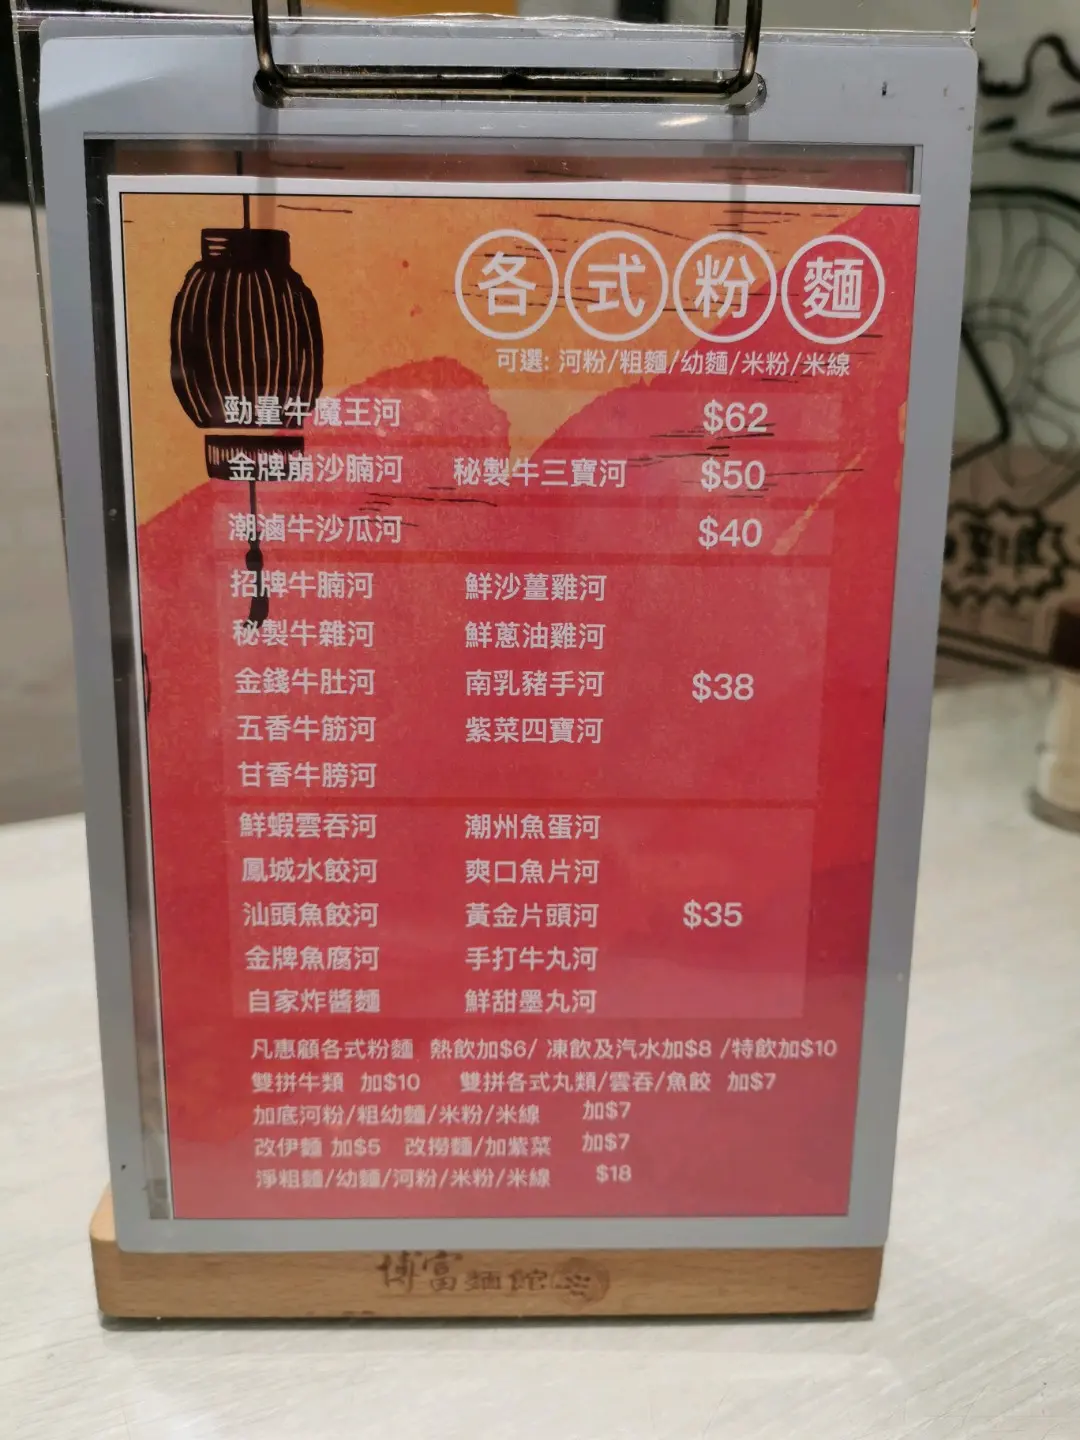 各式粉麵
可選: 河粉/粗麵/幼麵/米粉/米線
勁量牛魔王河 $62
金牌崩沙腩河 秘製牛三寶河 $50
潮滷牛沙瓜河 $40
招牌牛腩河 鮮沙薑雞河
秘製牛雜河 鮮蔥油雞河
金錢牛肚河 南乳豬手河 $38
五香牛筋河 紫菜四寶河
甘香牛膀河
鮮蝦雲吞河 潮州魚蛋河
鳳城水餃河 爽口魚片河
汕頭魚餃河 黃金片頭河 $35
金牌魚腐河 手打牛丸河
自家炸醬麵 鮮甜墨丸河
凡惠顧各式粉麵 熱飲加$6/ 凍飲及汽水加$8 /特飲加$10
雙拼牛類 加$10 雙拼各式丸類/雲吞/魚餃 加$7
加底河粉/粗幼麵/米粉/米線 加$7
改伊麵 加$5 改撈麵/加紫菜 加$7
淨粗麵/幼麵/河粉/米粉/米線 $18
博富麵館